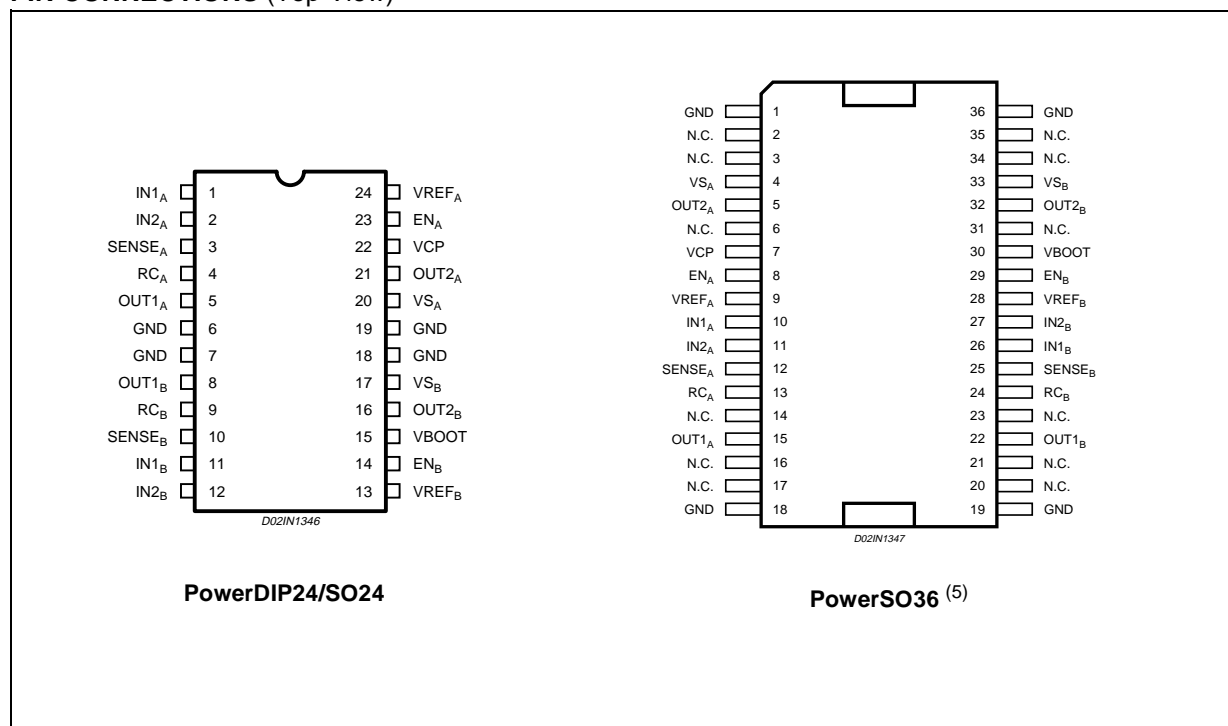 PIN CONNECTIONS (Top View)
IN1A 1 24 VREFA
IN2A 2 23 ENA
SENSEA 3 22 VCP
RCA 4 21 OUT2A
OUT1A 5 20 VSA
GND 6 19 GND
GND 7 18 GND
OUT1B 8 17 VSB
RCB 9 16 OUT2B
SENSEB 10 15 VBOOT
IN1B 11 14 ENB
IN2B 12 13 VREFB
D02IN1346
PowerDIP24/SO24
GND 1 36 GND
N.C. 2 35 N.C.
N.C. 3 34 N.C.
VSA 4 33 VSB
OUT2A 5 32 OUT2B
N.C. 6 31 N.C.
VCP 7 30 VBOOT
ENA 8 29 ENB
VREFA 9 28 VREFB
IN1A 10 27 IN2B
IN2A 11 26 IN1B
SENSEA 12 25 SENSEB
RCA 13 24 RCB
N.C. 14 23 N.C.
OUT1A 15 22 OUT1B
N.C. 16 21 N.C.
N.C. 17 20 N.C.
GND 18 19 GND
D02IN1347
PowerSO36 (5)